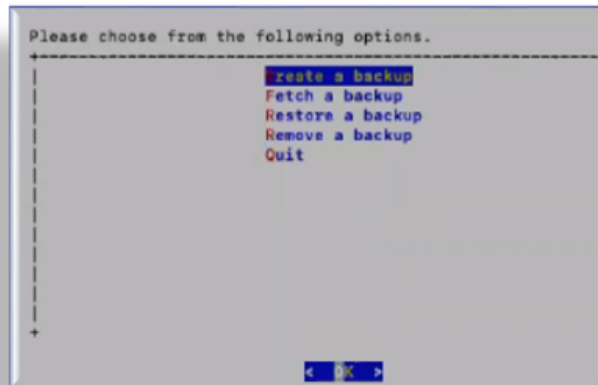 Please choose from the following options.
Create a backup
Fetch a backup
Restore a backup
Remove a backup
Quit
< OK >